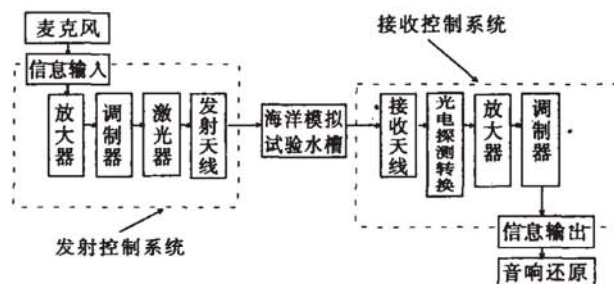 麦克风
信息输入
放大器
调制器
激光器
发射天线
发射控制系统
海洋模拟
试验水槽
接收控制系统
接收天线
光电探测转换
放大器
调制器
信息输出
音响还原